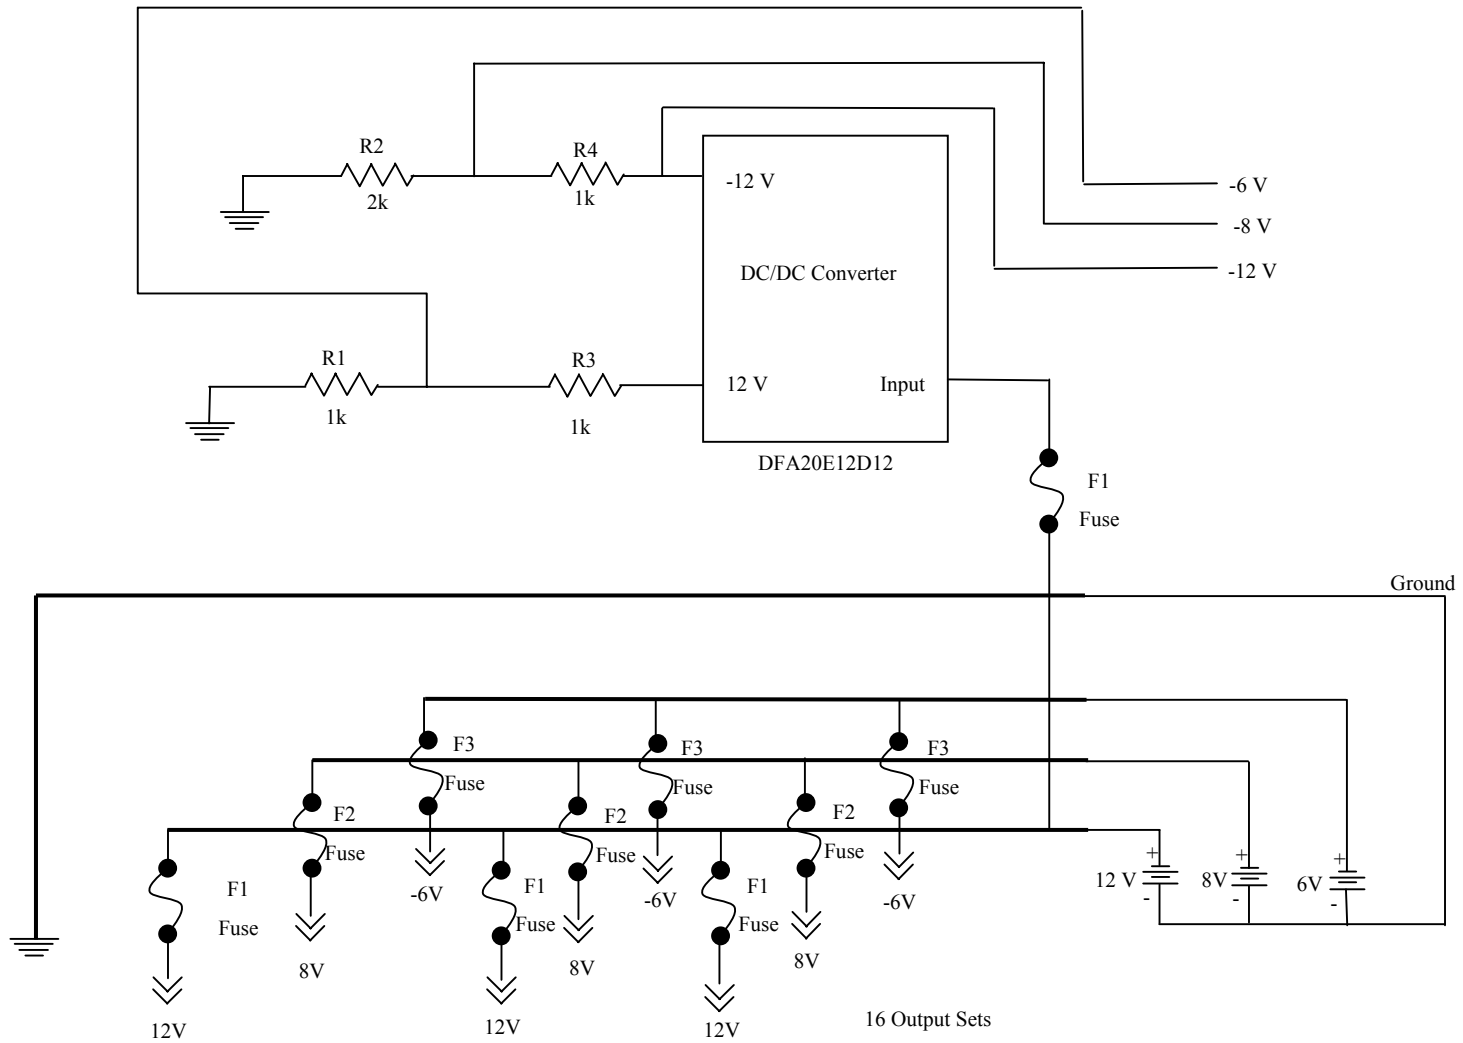 R2
2k
R4
1k
-12 V
-6 V
-8 V
-12 V
DC/DC Converter
R1
1k
R3
1k
12 V
Input
DFA20E12D12
F1
Fuse
Ground
F3
Fuse
F3
Fuse
F3
Fuse
F2
Fuse
F2
Fuse
F2
Fuse
F1
Fuse
F1
Fuse
F1
Fuse
-6V
-6V
-6V
8V
8V
8V
12V
12V
12V
+
12 V
-
+
8V
-
+
6V
-
16 Output Sets